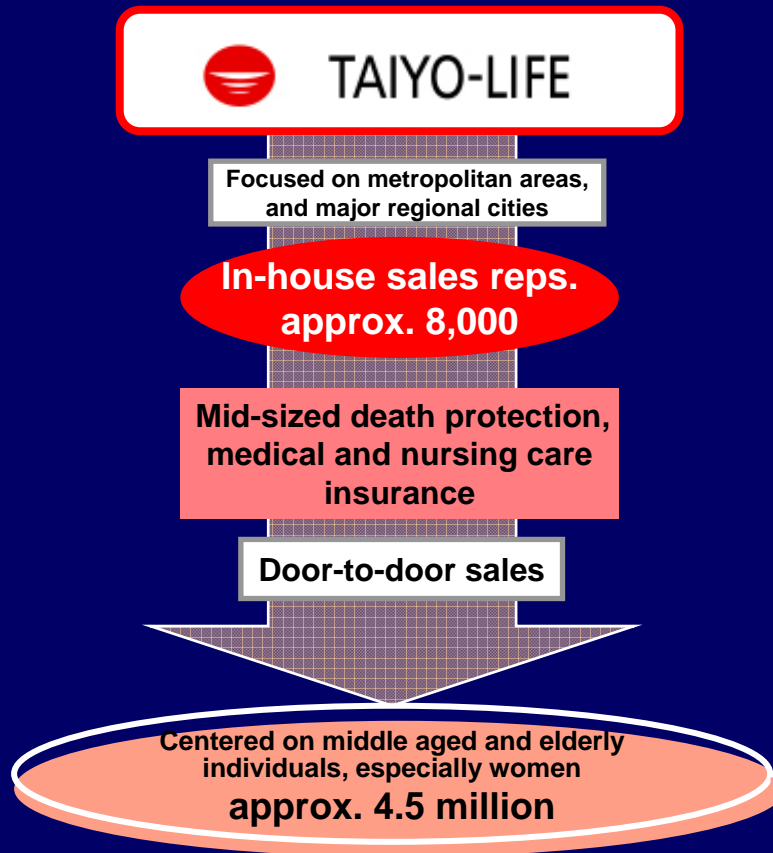 TAIYO-LIFE
Focused on metropolitan areas,
and major regional cities
In-house sales reps.
approx. 8,000
Mid-sized death protection,
medical and nursing care
insurance
Door-to-door sales
Centered on middle aged and elderly
individuals, especially women
approx. 4.5 million